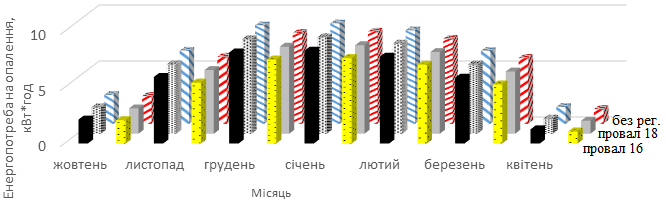 Енергопотреба на опалення,
кВт*год
10
5
0
жовтень листопад грудень січень лютий березень квітень
без рег.
провал 18
провал 16
Місяць